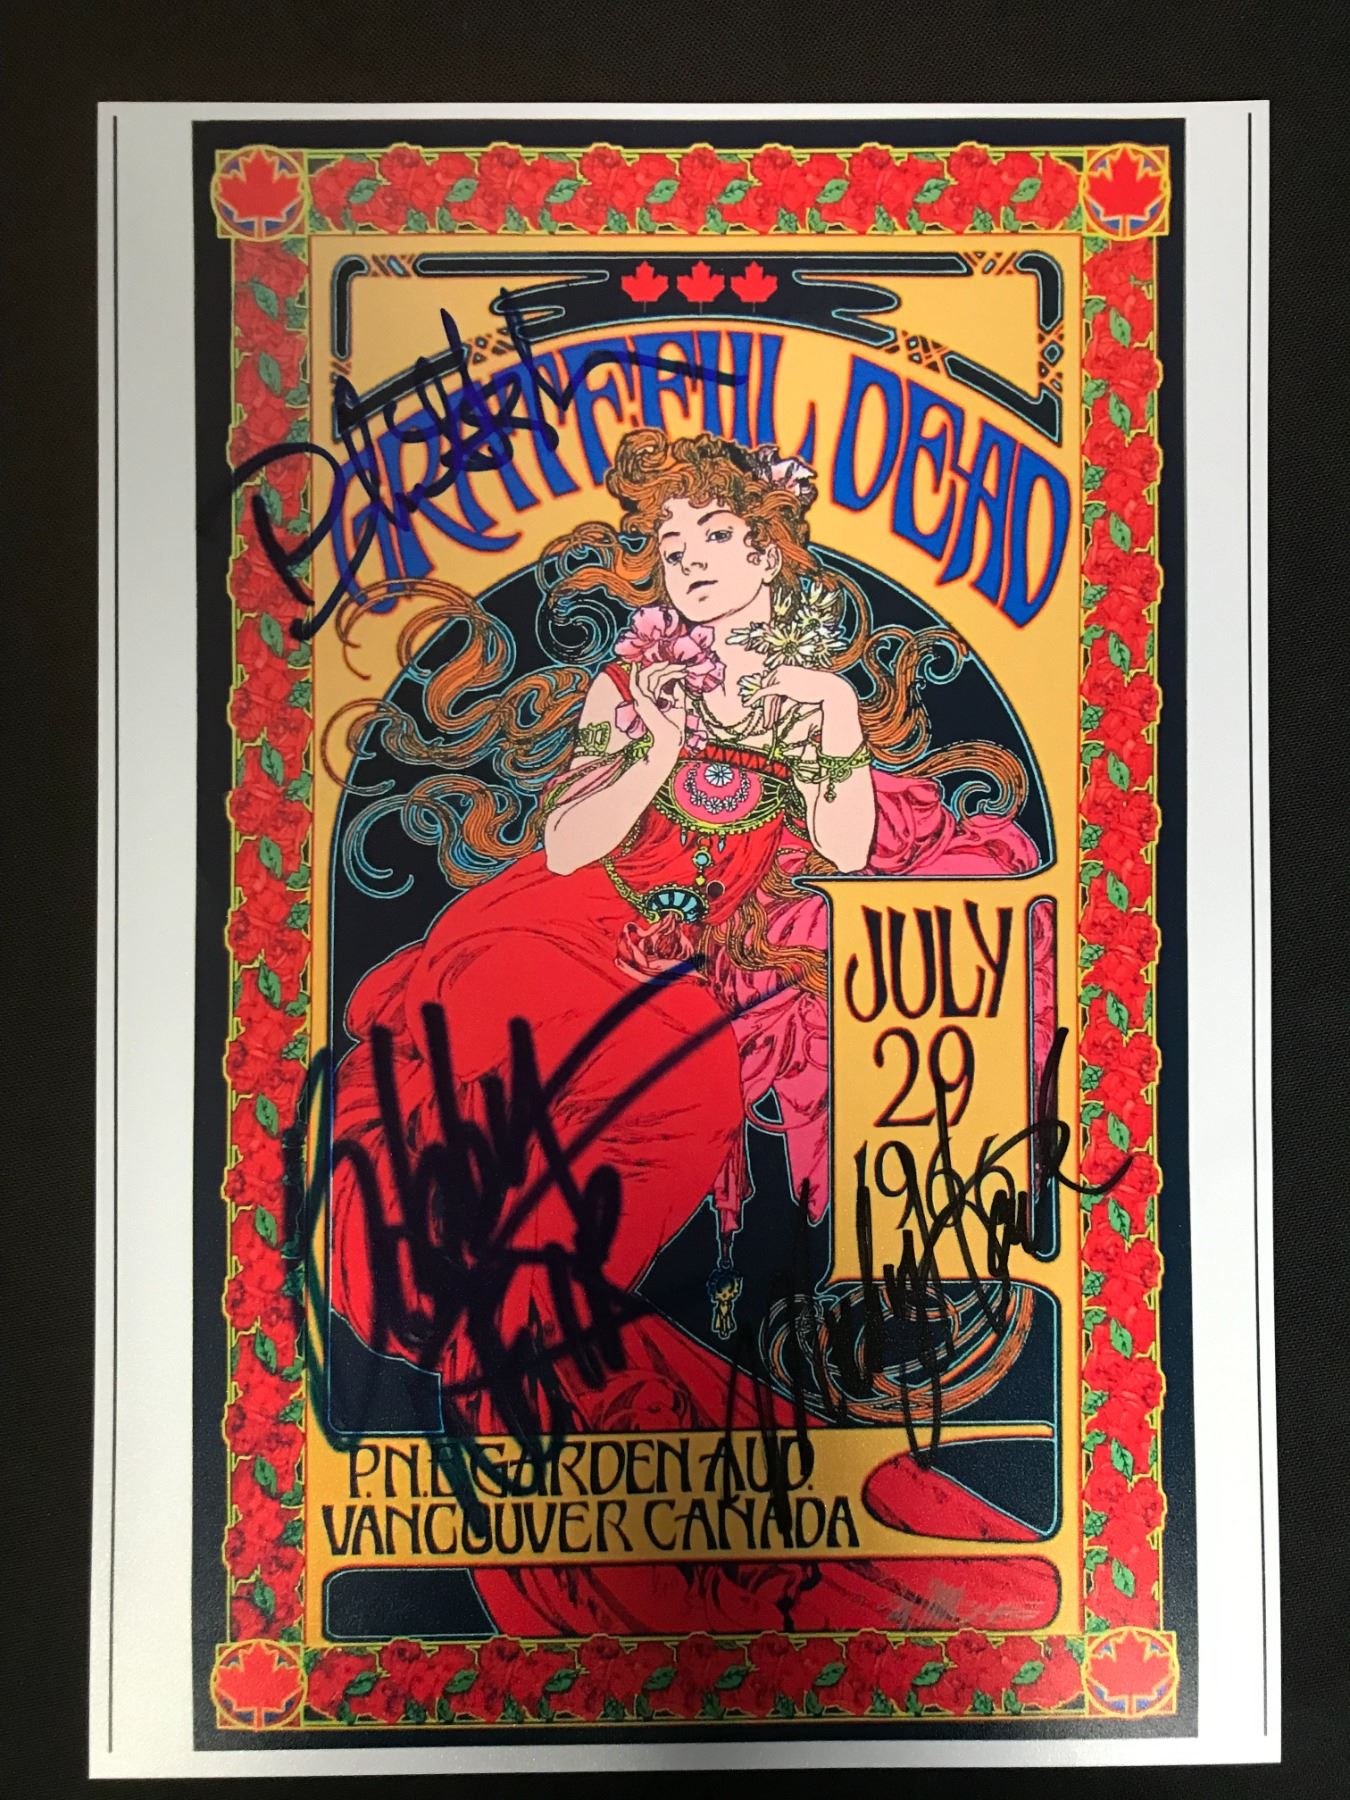 GRATEFUL DEAD
JULY
29
1966
P.N.E. GARDEN AUD.
VANCOUVER CANADA